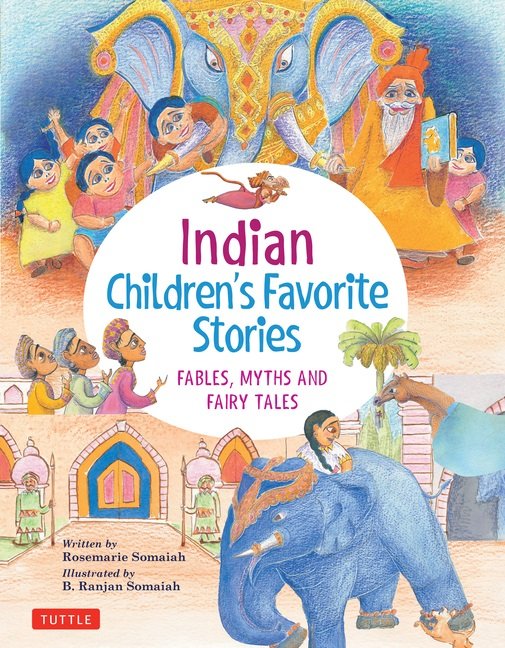 Indian
Children's Favorite
Stories
FABLES, MYTHS AND
FAIRY TALES
Written by
Rosemarie Somaiah
Illustrated by
B. Ranjan Somaiah
TUTTLE